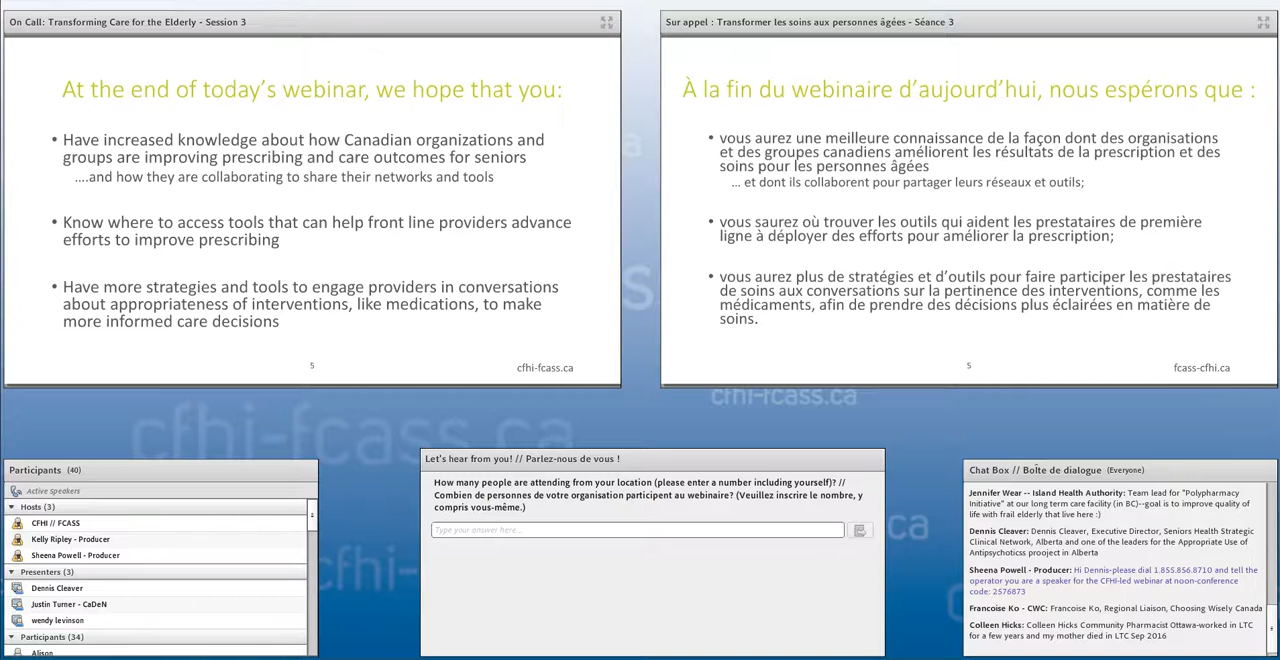 On Call: Transforming Care for the Elderly - Session 3
At the end of today's webinar, we hope that you:
• Have increased knowledge about how Canadian organizations and
groups are improving prescribing and care outcomes for seniors
....and how they are collaborating to share their networks and tools
• Know where to access tools that can help front line providers advance
efforts to improve prescribing
• Have more strategies and tools to engage providers in conversations
about appropriateness of interventions, like medications, to make
more informed care decisions
5
cfhi-fcass.ca
Sur appel : Transformer les soins aux personnes âgées - Séance 3
À la fin du webinaire d'aujourd'hui, nous espérons que :
• vous aurez une meilleure connaissance de la façon dont des organisations
et des groupes canadiens améliorent les résultats de la prescription et des
soins pour les personnes âgées
... et dont ils collaborent pour partager leurs réseaux et outils;
• vous saurez où trouver les outils qui aident les prestataires de première
ligne à déployer des efforts pour améliorer la prescription;
• vous aurez plus de stratégies et d'outils pour faire participer les prestataires
de soins aux conversations sur la pertinence des interventions, comme les
médicaments, afin de prendre des décisions plus éclairées en matière de
soins.
5
fcass-cfhi.ca
cfhi-fcass.ca
cfhi-fcass.ca
Participants (40)
Active Speakers
Hosts (3)
CFHI // FCASS
Kelly Ripley - Producer
Sheena Powell - Producer
Presenters (3)
Dennis Cleaver
Justin Turner - CaDeN
wendy levinson
Participants (34)
Alison
Let's hear from you! // Parlez-nous de vous !
How many people are attending from your location (please enter a number including yourself)? //
Combien de personnes de votre organisation participent au webinaire? (Veuillez inscrire le nombre, y
compris vous-même.)
Type your answer here...
cfhi-
ca
Chat Box // Boîte de dialogue (Everyone)
Jennifer Wear -- Island Health Authority: Team lead for "Polypharmacy
Initiative" at our long term care facility (in BC)--goal is to improve quality of
life with frail elderly that live here :)
Dennis Cleaver: Dennis Cleaver, Executive Director, Seniors Health Strategic
Clinical Network, Alberta and one of the leaders for the Appropriate Use of
Antipsychoticss prooject in Alberta
Sheena Powell - Producer: Hi Dennis-please dial 1.855.856.8710 and tell the
operator you are a speaker for the CFHI-led webinar at noon-conference
code: 2576873
Francoise Ko - CWC: Francoise Ko, Regional Liaison, Choosing Wisely Canada
Colleen Hicks: Colleen Hicks Community Pharmacist Ottawa-worked in LTC
for a few years and my mother died in LTC Sep 2016